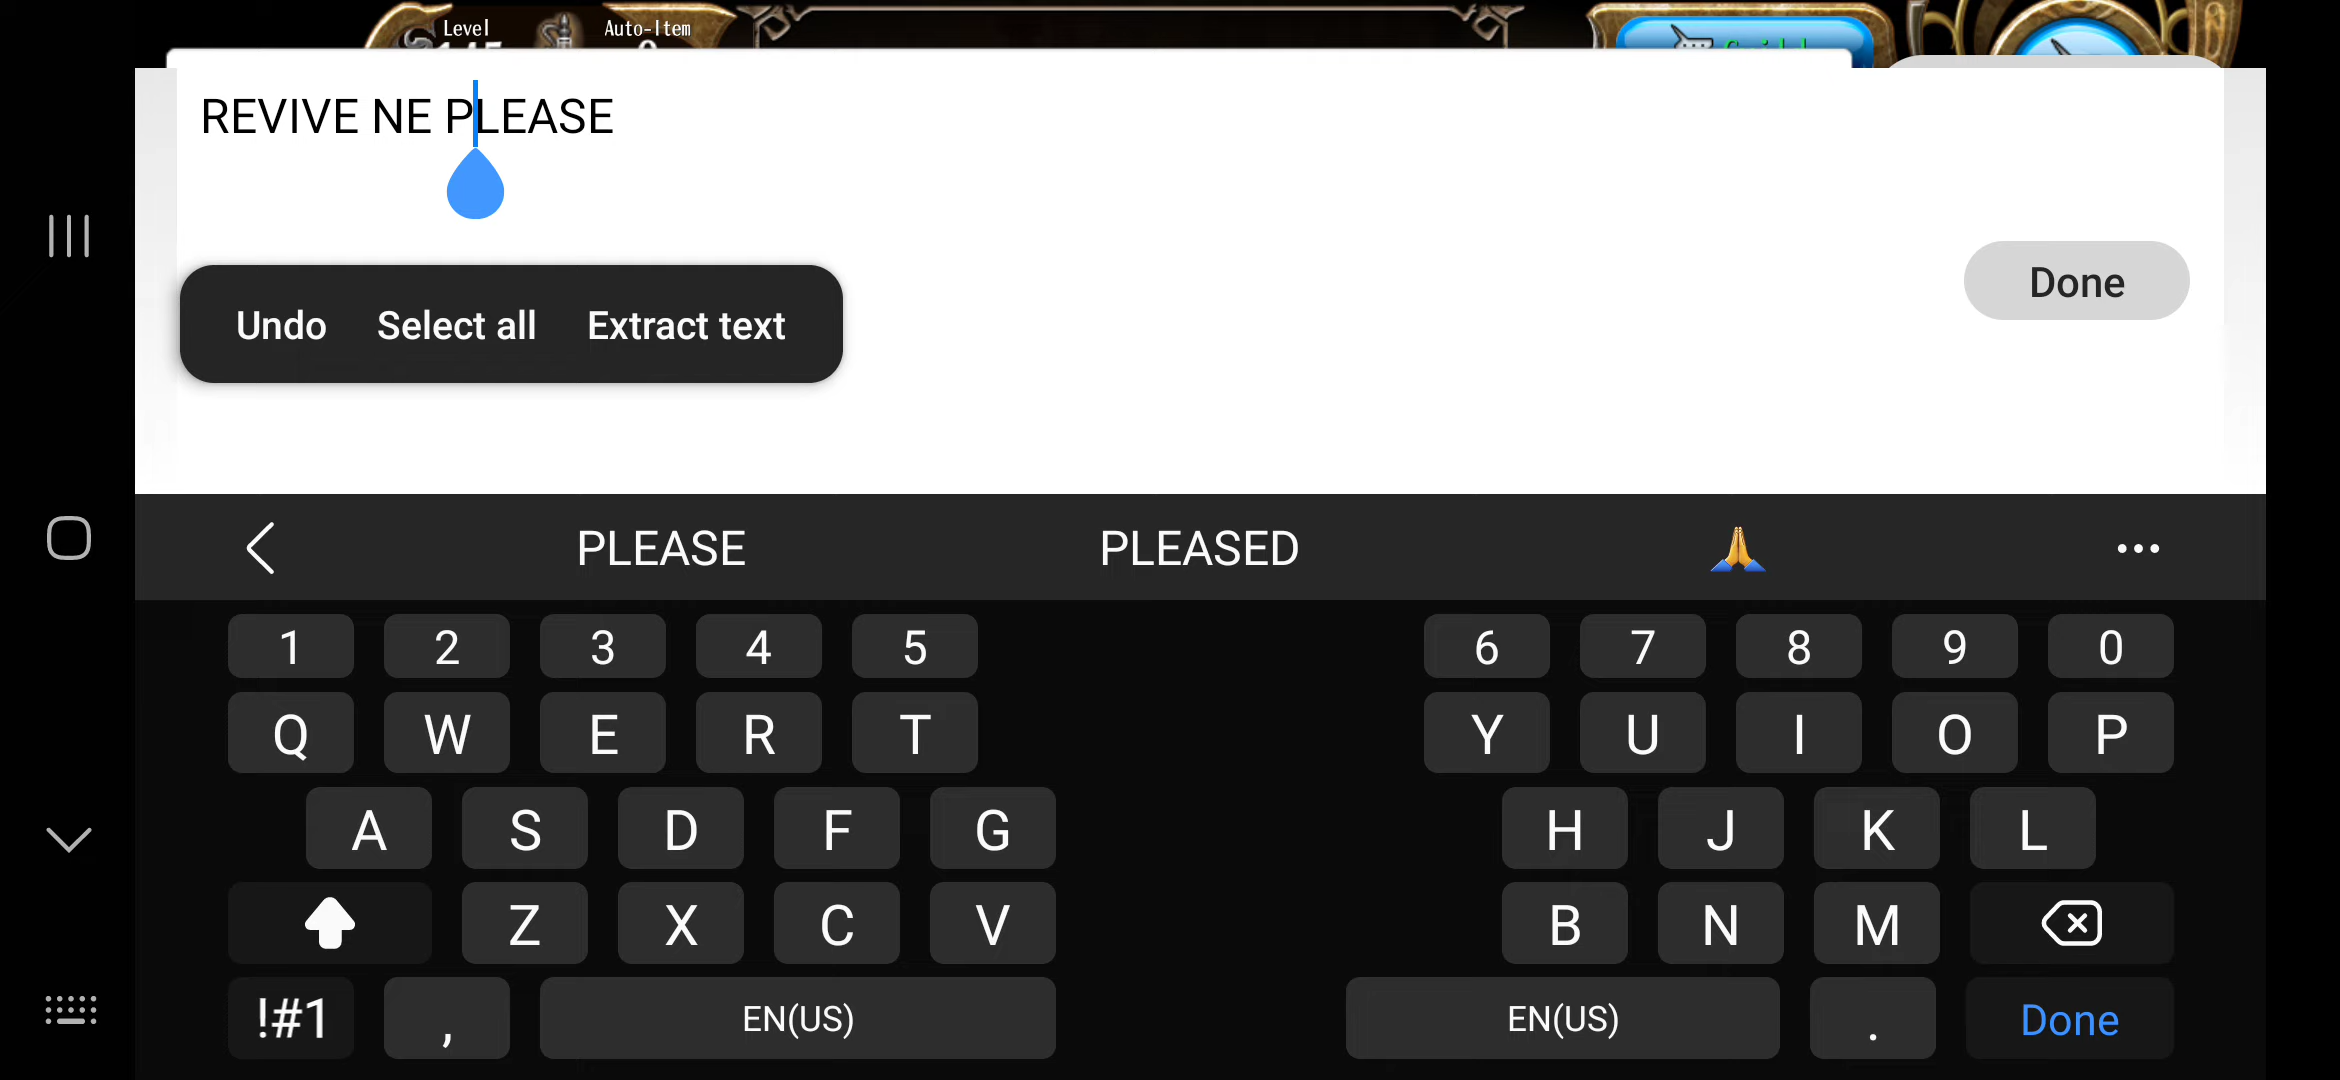 Level
Auto-Item
REVIVE NE PLEASE
Undo Select all Extract text
Done
PLEASE PLEASED
1 2 3 4 5 6 7 8 9 0
Q W E R T Y U I O P
A S D F G H J K L
Z X C V B N M
!#1 , EN(US) EN(US) . Done